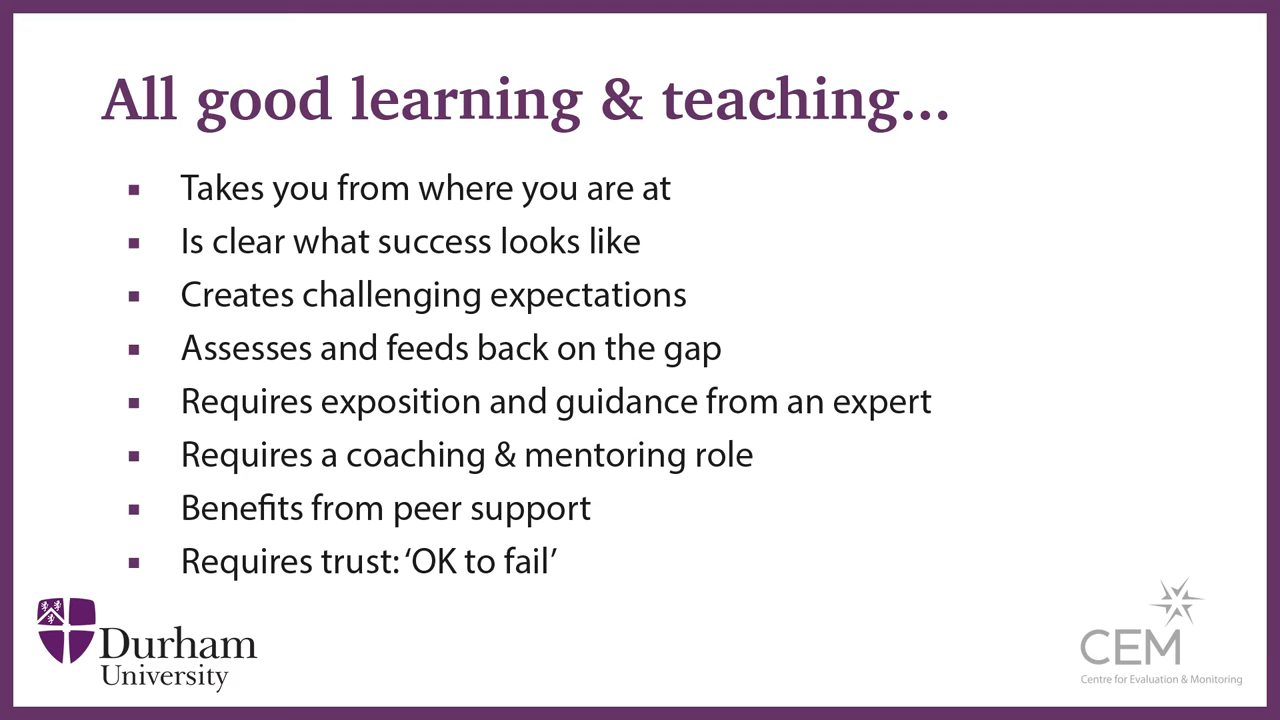 All good learning & teaching...
▪ Takes you from where you are at
▪ Is clear what success looks like
▪ Creates challenging expectations
▪ Assesses and feeds back on the gap
▪ Requires exposition and guidance from an expert
▪ Requires a coaching & mentoring role
▪ Benefits from peer support
▪ Requires trust: ‘OK to fail’
Durham
University
CEM
Centre for Evaluation & Monitoring